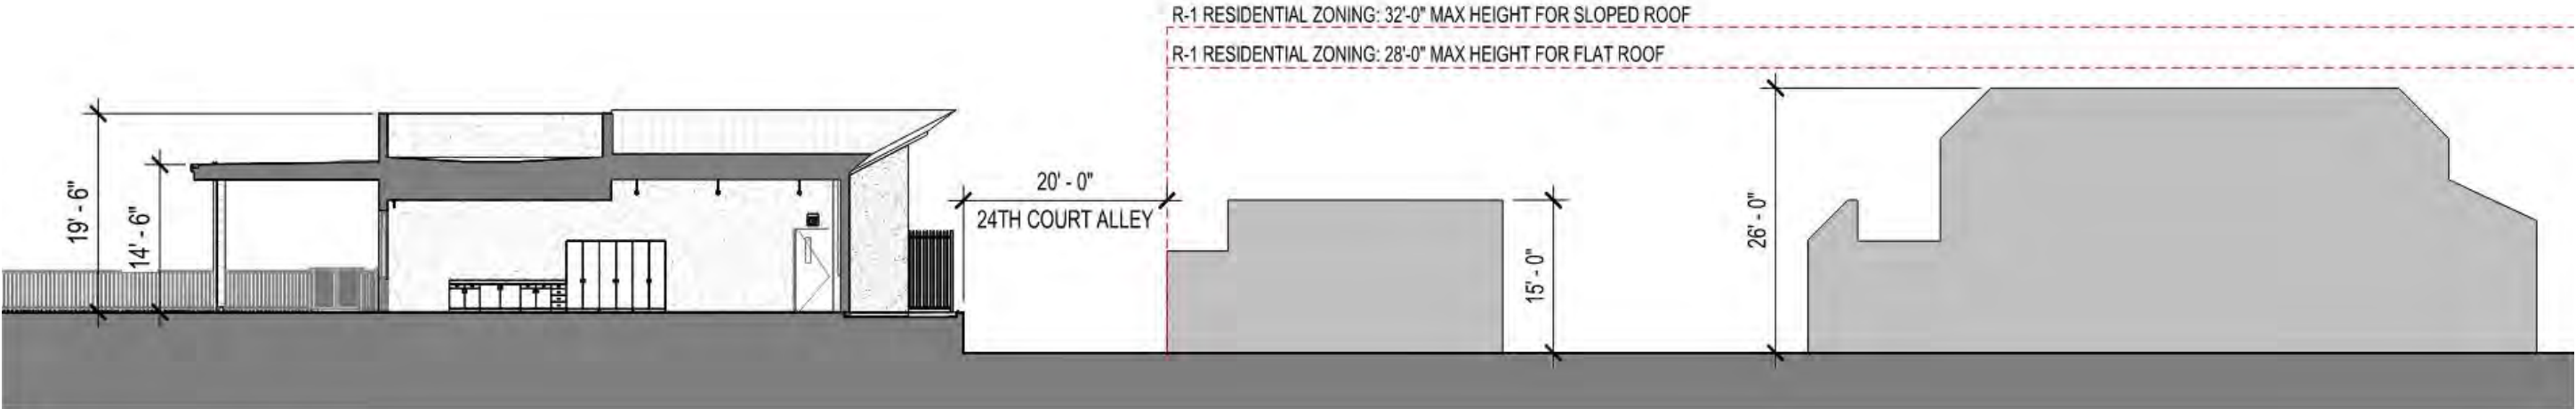 R-1 RESIDENTIAL ZONING: 32'-0" MAX HEIGHT FOR SLOPED ROOF
R-1 RESIDENTIAL ZONING: 28'-0" MAX HEIGHT FOR FLAT ROOF
19' - 6"
14' - 6"
20' - 0"
24TH COURT ALLEY
15' - 0"
26' - 0"